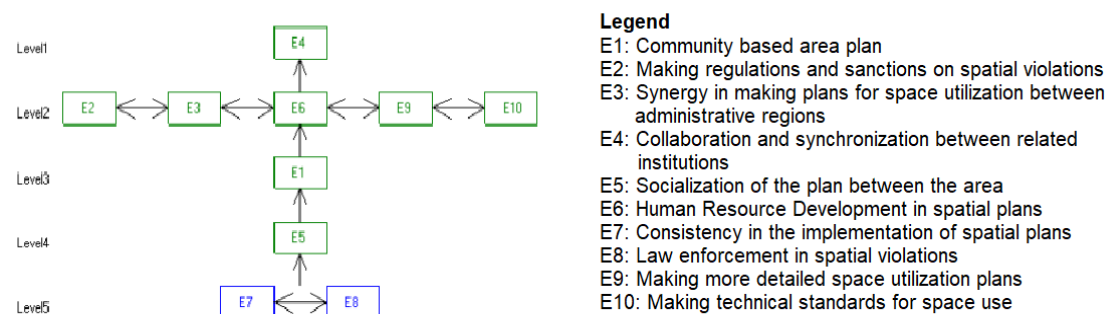 Legend
Level1 E4
E1: Community based area plan
E2: Making regulations and sanctions on spatial violations
E3: Synergy in making plans for space utilization between
administrative regions
Level2 E2 E3 E6 E9 E10
E4: Collaboration and synchronization between related
institutions
Level3 E1
E5: Socialization of the plan between the area
E6: Human Resource Development in spatial plans
E7: Consistency in the implementation of spatial plans
Level4 E5
E8: Law enforcement in spatial violations
E9: Making more detailed space utilization plans
Level5 E7 E8
E10: Making technical standards for space use